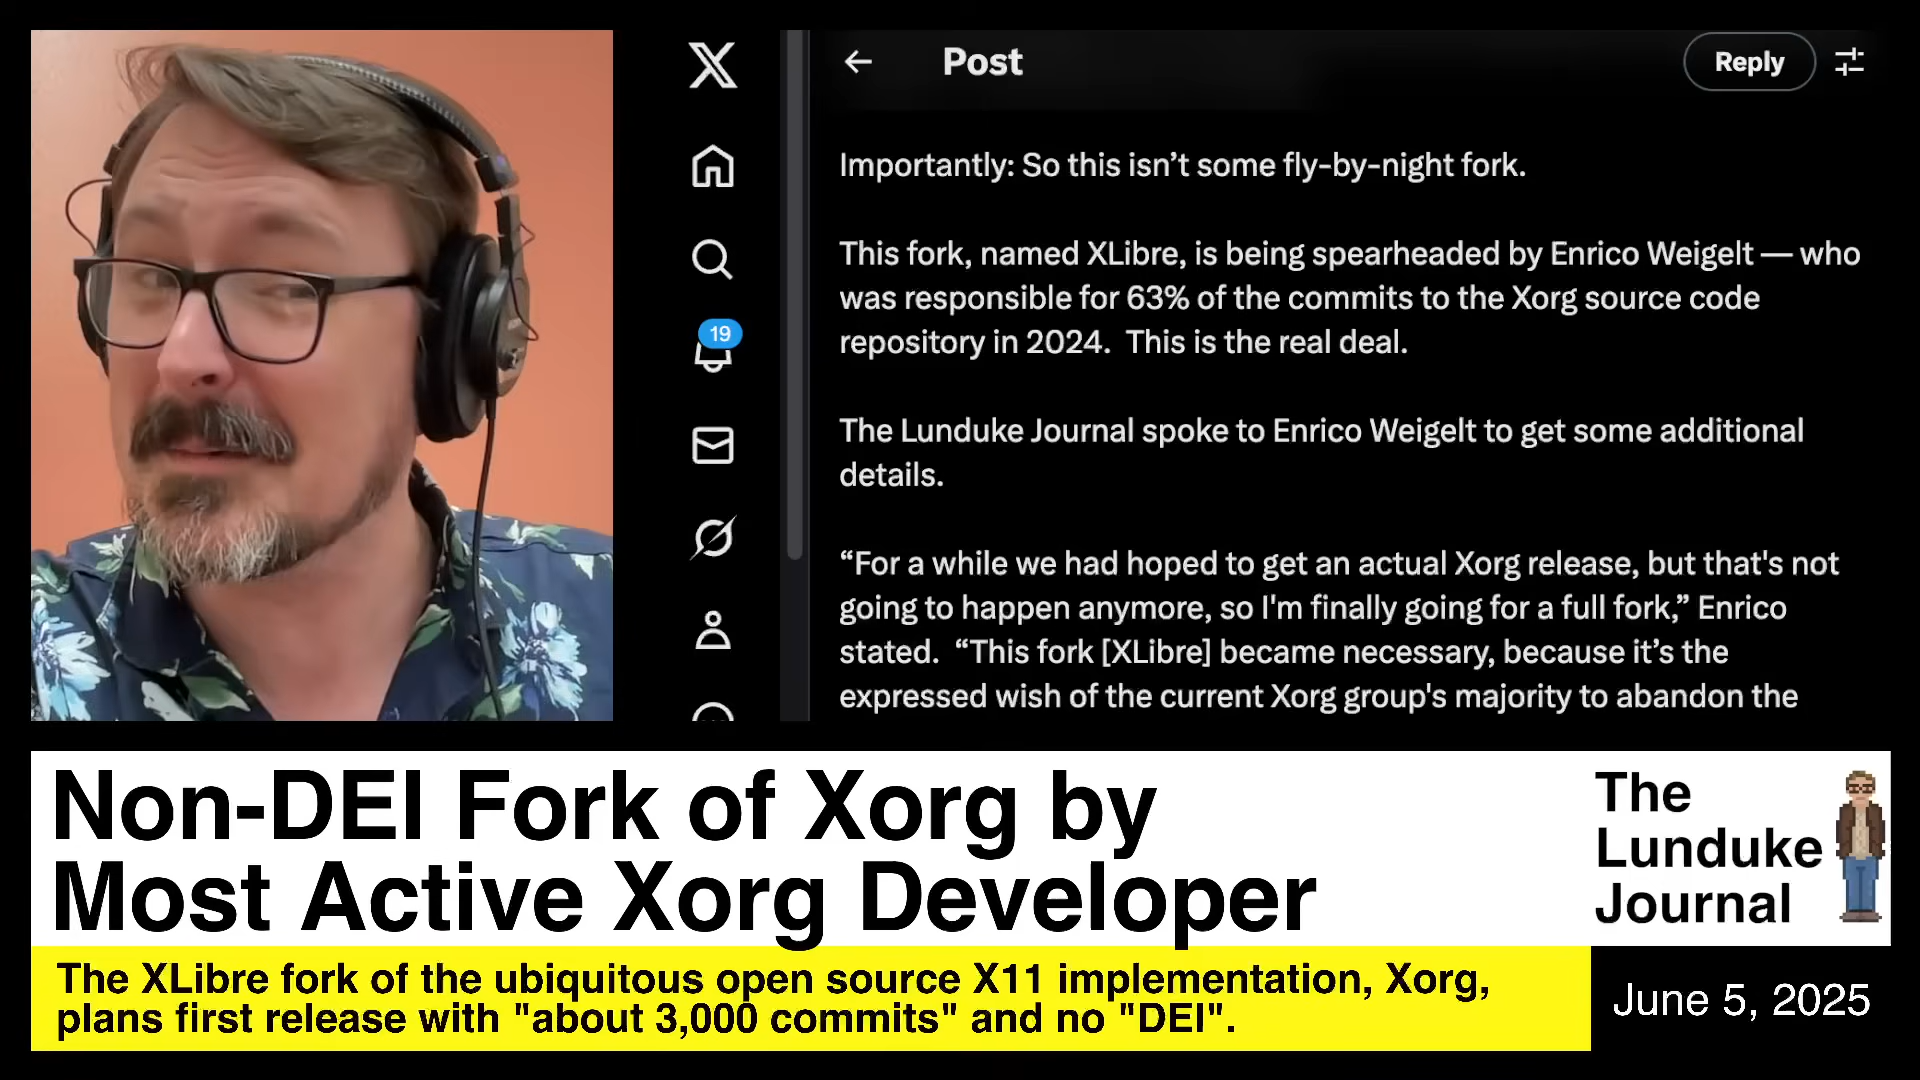 Post
Reply
19
Importantly: So this isn’t some fly-by-night fork.
This fork, named XLibre, is being spearheaded by Enrico Weigelt — who
was responsible for 63% of the commits to the Xorg source code
repository in 2024.  This is the real deal.
The Lunduke Journal spoke to Enrico Weigelt to get some additional
details.
“For a while we had hoped to get an actual Xorg release, but that's not
going to happen anymore, so I'm finally going for a full fork,” Enrico
stated.  “This fork [XLibre] became necessary, because it’s the
expressed wish of the current Xorg group's majority to abandon the
Non-DEI Fork of Xorg by
Most Active Xorg Developer
The
Lunduke
Journal
The XLibre fork of the ubiquitous open source X11 implementation, Xorg,
plans first release with "about 3,000 commits" and no "DEI".
June 5, 2025